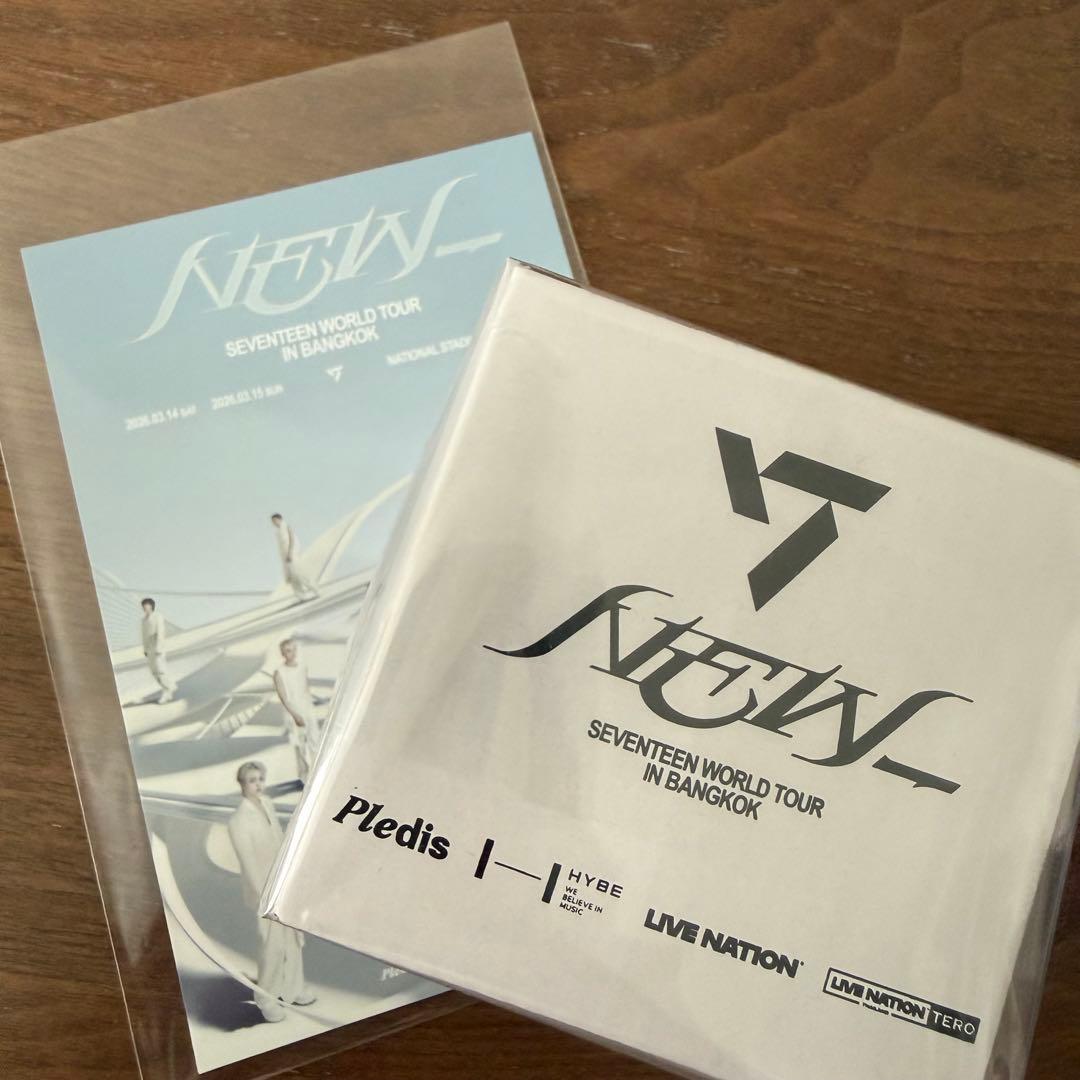 NEW_
SEVENTEEN WORLD TOUR
IN BANGKOK
2026.03.14 SAT 2026.03.15 SUN
NATIONAL
NEW_
SEVENTEEN WORLD TOUR
IN BANGKOK
Pledis
HYBE
WE
BELIEVE IN
MUSIC
LIVE NATION
LIVE NATION TERO